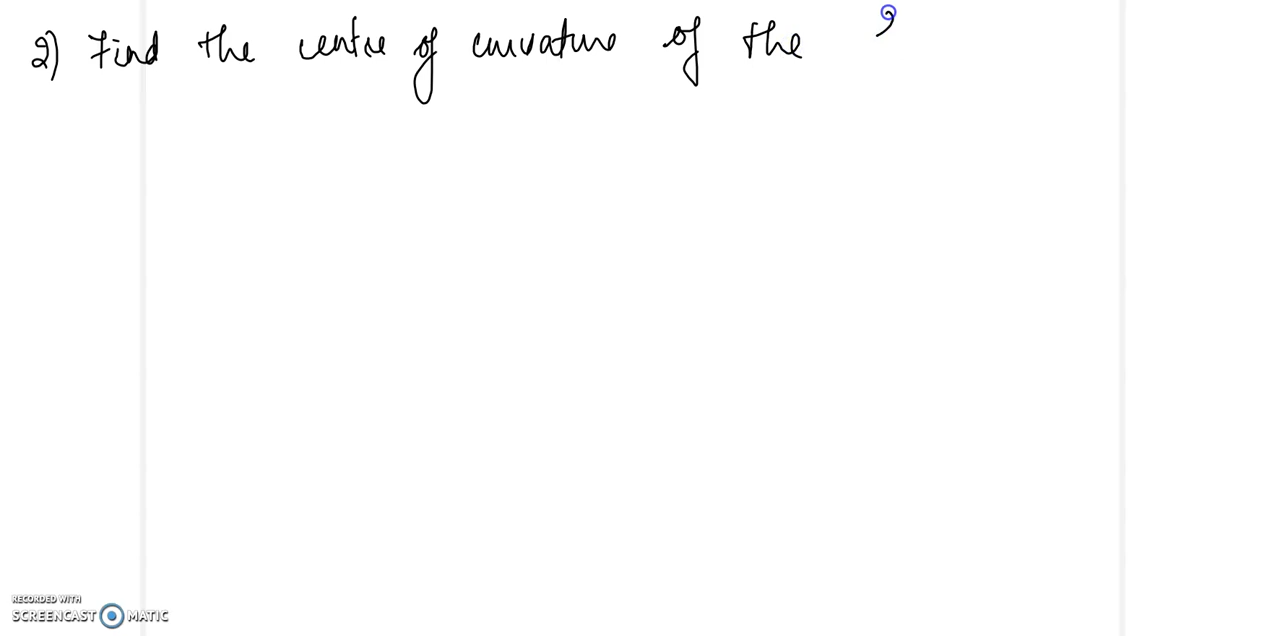 2) Find the centre of curvature of the
RECORDED WITH
SCREENCAST MATIC